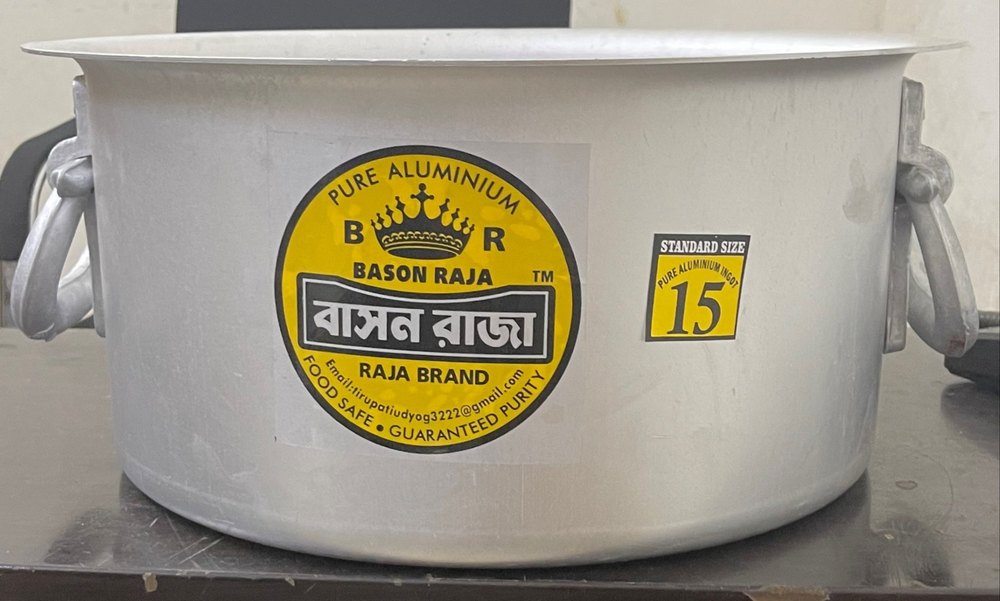 PURE ALUMINIUM
B R
BASON RAJA TM
বাসন রাজা
RAJA BRAND
Email:tirupatiudyog3222@gmail.com
FOOD SAFE • GUARANTEED PURITY
STANDARD SIZE
PURE ALUMINIUM INGOT
15